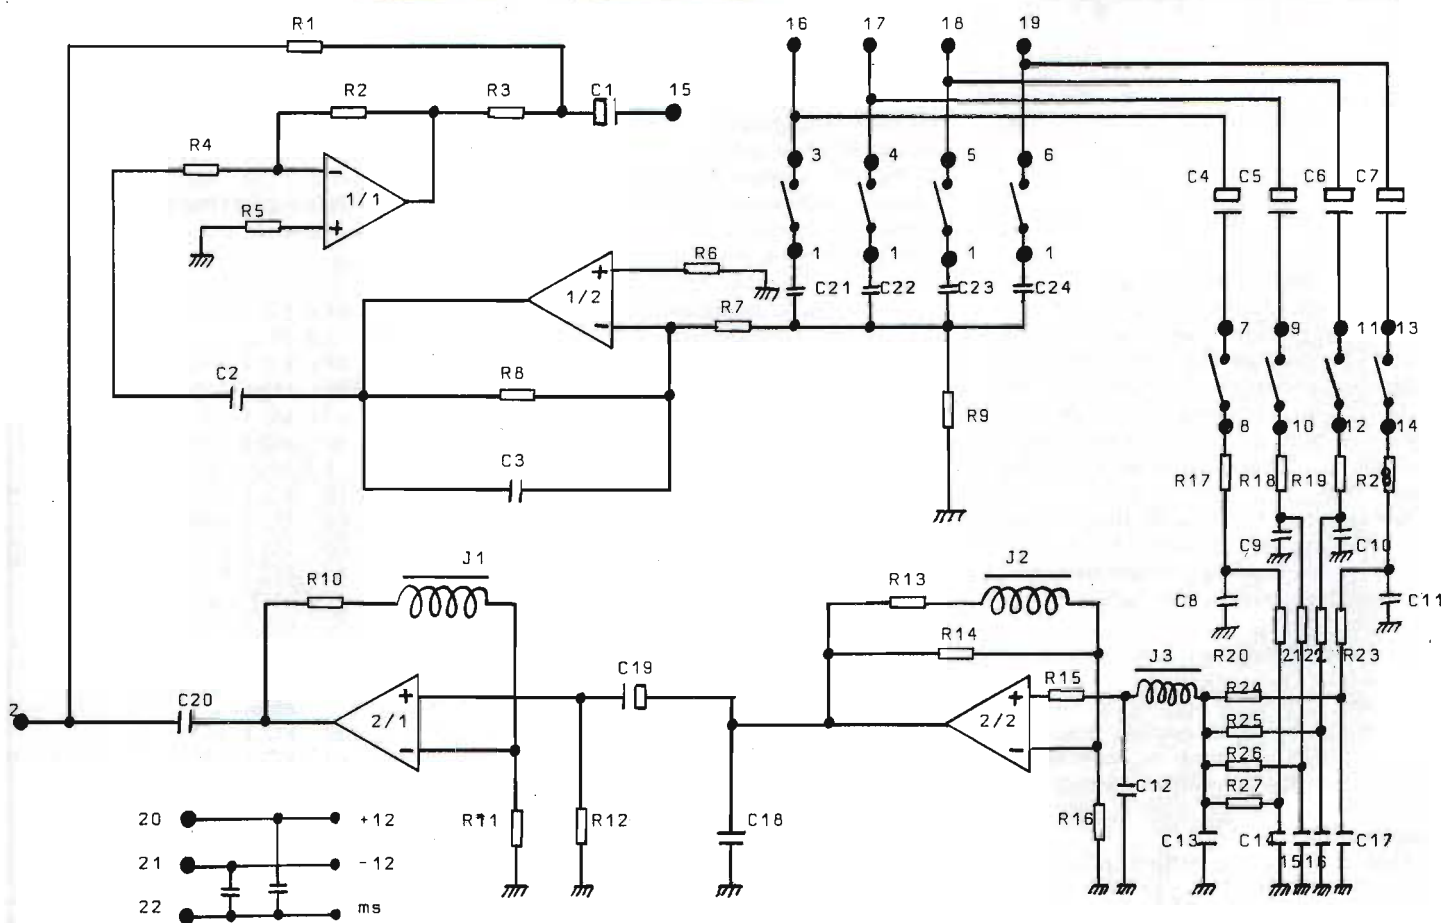 R1
16 17 18 19
R2 R3 C1 15
R4
3 4 5 6
C4 C5 C6 C7
1/1
R5
R6
1 1 1 1
1/2
C21 C22 C23 C24
R7
7 9 11 13
C2 R8
R9
8 10 12 14
C3
R17 R18 R19
C9 C10
J1 J2
R10 R13
C8 C11
R14
J3 R20 21 22 R23
R15
C19
R24
2 C20
2/1 2/2
R25
R26
C12 R27
20 +12
R11 R12 C18 R16
C13 C14 15 16 C17
21 -12
22 ms